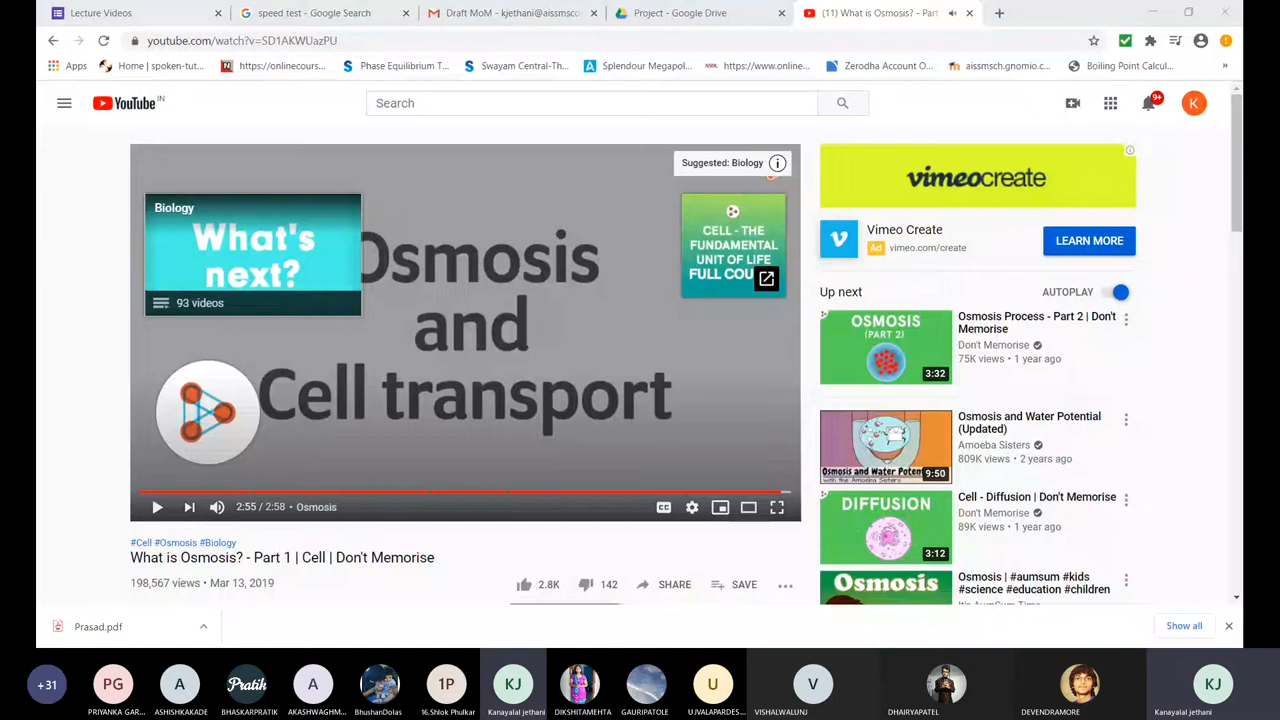 Lecture Videos
speed test - Google Search
Draft MoM - kjethani@aissmsco
Project - Google Drive
(11) What is Osmosis? - Part
youtube.com/watch?v=SD1AKWUazPU
Apps
Home | spoken-tut...
https://onlinecours...
Phase Equilibrium T...
Swayam Central-Th...
Splendour Megapol...
https://www.online...
Zerodha Account O...
aissmsch.gnomio.c...
Boiling Point Calcul...
YouTube IN
Search
9+
K
Suggested: Biology
Biology
What's
next?
93 videos
Osmosis
and
Cell transport
CELL - THE
FUNDAMENTAL
UNIT OF LIFE
FULL COU
2:55 / 2:58 • Osmosis
CC
#Cell #Osmosis #Biology
What is Osmosis? - Part 1 | Cell | Don't Memorise
198,567 views • Mar 13, 2019
2.8K
142
SHARE
SAVE
vimeocreate
Vimeo Create
Ad vimeo.com/create
LEARN MORE
Up next
AUTOPLAY
OSMOSIS
(PART 2)
3:32
Osmosis Process - Part 2 | Don't
Memorise
Don't Memorise
75K views • 1 year ago
Osmosis and Water Poten
with the Amoeba Sisters
9:50
Osmosis and Water Potential
(Updated)
Amoeba Sisters
809K views • 2 years ago
DIFFUSION
3:12
Cell - Diffusion | Don't Memorise
Don't Memorise
89K views • 1 year ago
Osmosis
Osmosis | #aumsum #kids
#science #education #children
It's AumSum Time
Prasad.pdf
Show all
+31
PG
A
Pratik
A
1P
KJ
U
V
KJ
PRIYANKA GAR...
ASHISHKAKADE
BHASKARPRATIK
AKASHWAGHM...
BhushanDolas
16.Shlok Phulkar
Kanayalal jethani
DIKSHITAMEHTA
GAURIPATOLE
UJVALAPARDES...
VISHALWALUNJ
DHAIRYAPATEL
DEVENDRAMORE
Kanayalal jethani